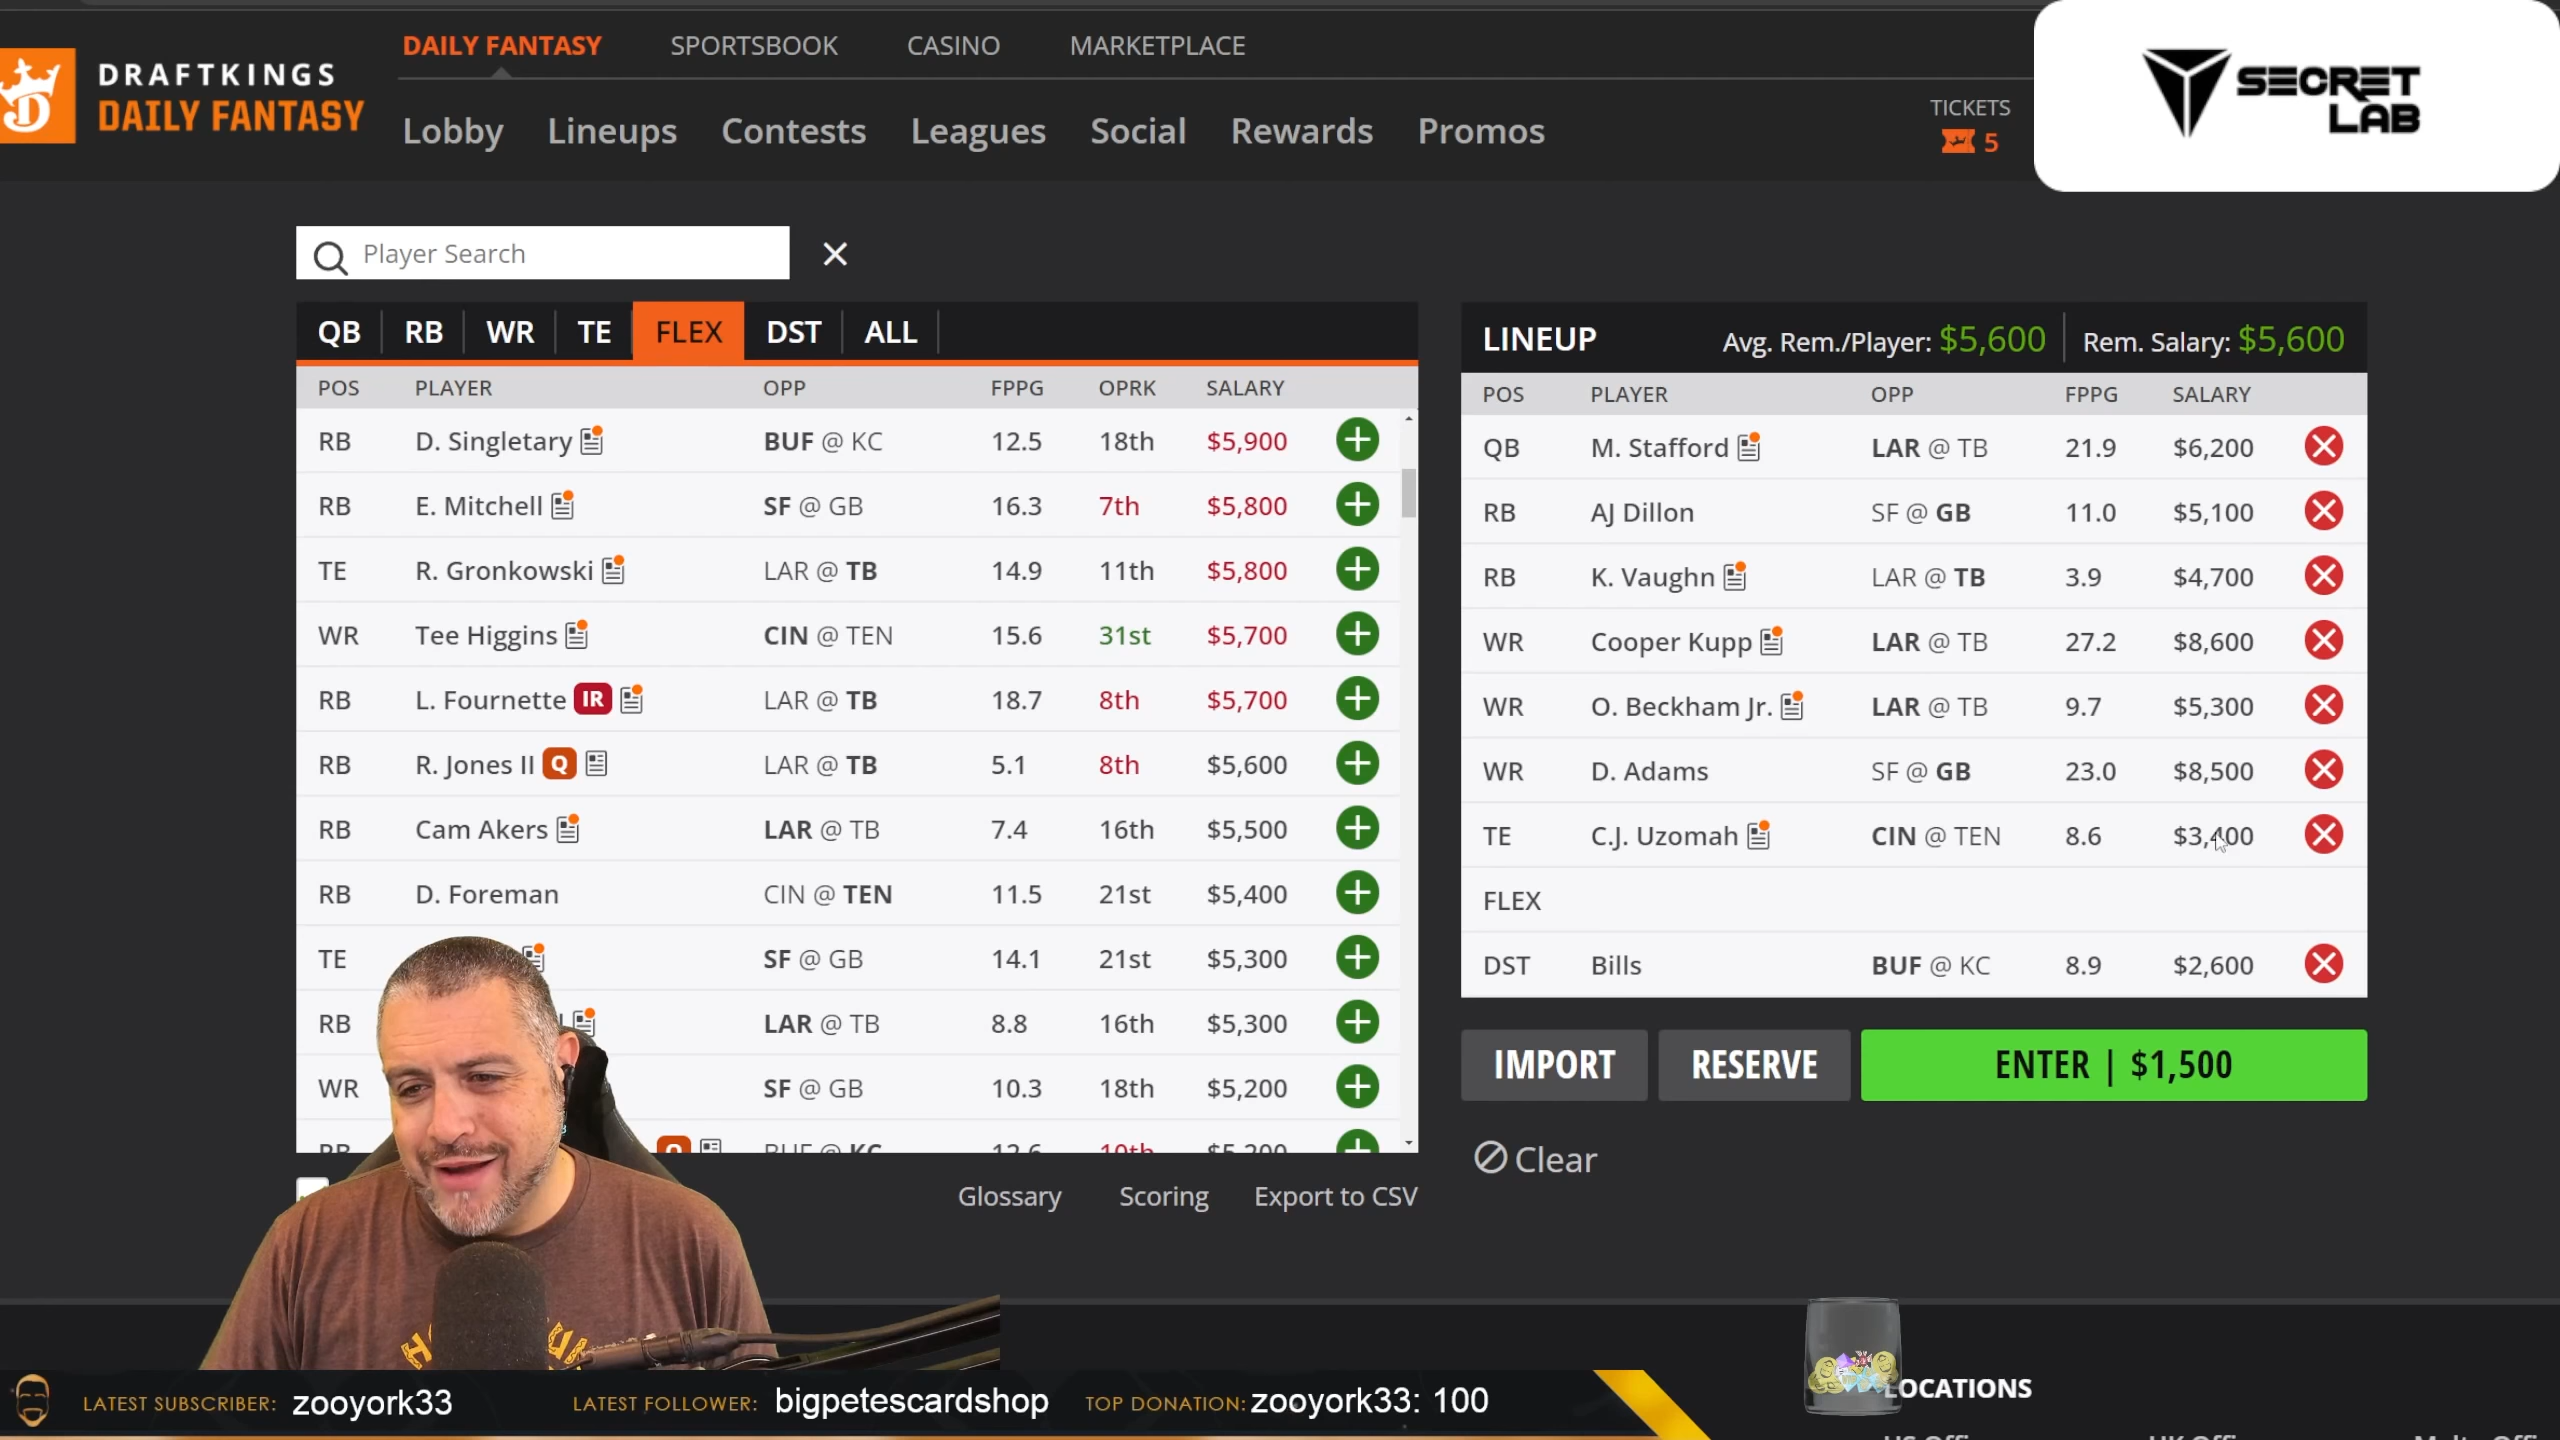 DAILY FANTASY SPORTSBOOK CASINO MARKETPLACE
DRAFTKINGS
DAILY FANTASY
Lobby Lineups Contests Leagues Social Rewards Promos
TICKETS
5
SECRET
LAB
Player Search
QB RB WR TE FLEX DST ALL
POS PLAYER OPP FPPG OPRK SALARY
RB D. Singletary BUF @ KC 12.5 18th $5,900
RB E. Mitchell SF @ GB 16.3 7th $5,800
TE R. Gronkowski LAR @ TB 14.9 11th $5,800
WR Tee Higgins CIN @ TEN 15.6 31st $5,700
RB L. Fournette IR LAR @ TB 18.7 8th $5,700
RB R. Jones II Q LAR @ TB 5.1 8th $5,600
RB Cam Akers LAR @ TB 7.4 16th $5,500
RB D. Foreman CIN @ TEN 11.5 21st $5,400
TE SF @ GB 14.1 21st $5,300
RB LAR @ TB 8.8 16th $5,300
WR SF @ GB 10.3 18th $5,200
RB Q BUF @ KC 12.6 10th $5,200
Glossary Scoring Export to CSV
LINEUP Avg. Rem./Player: $5,600 Rem. Salary: $5,600
POS PLAYER OPP FPPG SALARY
QB M. Stafford LAR @ TB 21.9 $6,200
RB AJ Dillon SF @ GB 11.0 $5,100
RB K. Vaughn LAR @ TB 3.9 $4,700
WR Cooper Kupp LAR @ TB 27.2 $8,600
WR O. Beckham Jr. LAR @ TB 9.7 $5,300
WR D. Adams SF @ GB 23.0 $8,500
TE C.J. Uzomah CIN @ TEN 8.6 $3,400
FLEX
DST Bills BUF @ KC 8.9 $2,600
IMPORT RESERVE ENTER | $1,500
Clear
LATEST SUBSCRIBER: zooyork33 LATEST FOLLOWER: bigpetescardshop TOP DONATION: zooyork33: 100
LOCATIONS